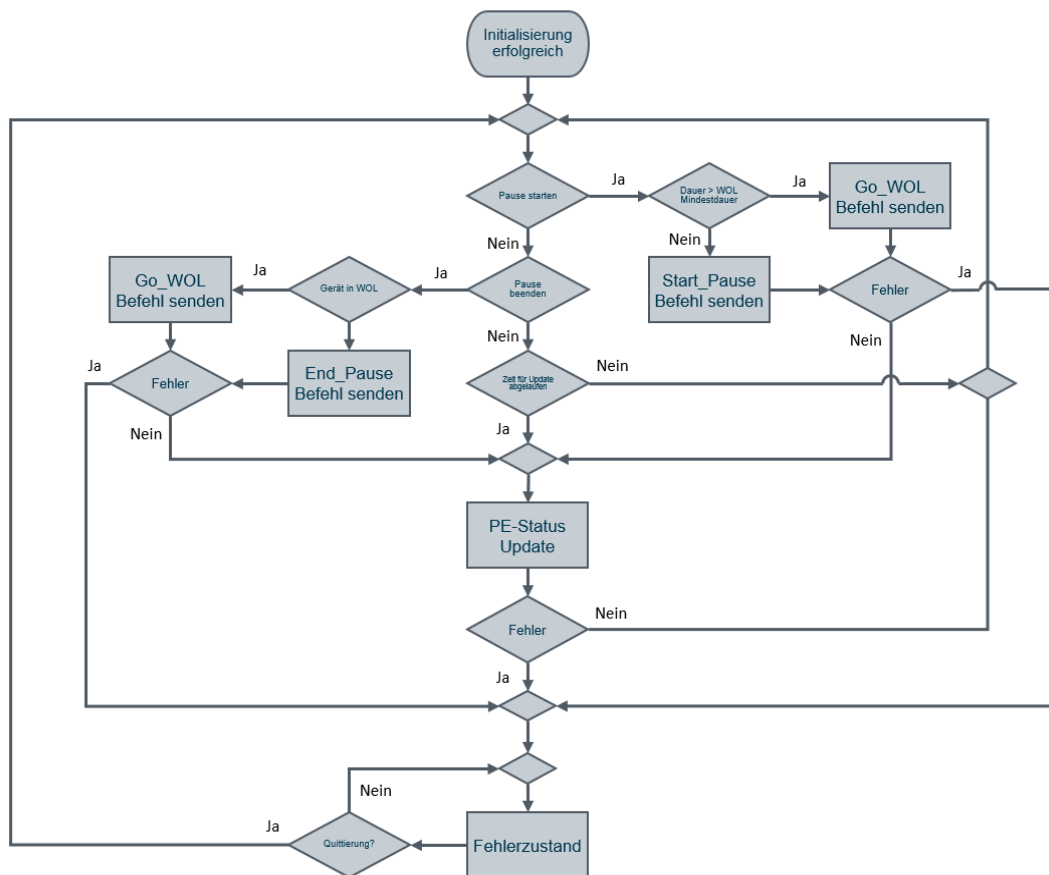 Initialisierung
erfolgreich
Pause starten
Ja
Dauer > WOL
Mindestdauer
Ja
Go_WOL
Befehl senden
Nein
Nein
Go_WOL
Befehl senden
Ja
Gerät in WOL
Ja
Pause
beenden
Start_Pause
Befehl senden
Fehler
Ja
Nein
Nein
Ja
Fehler
End_Pause
Befehl senden
Zeit für Update
abgelaufen
Nein
Nein
Ja
PE-Status
Update
Fehler
Nein
Ja
Nein
Ja
Quittierung?
Fehlerzustand